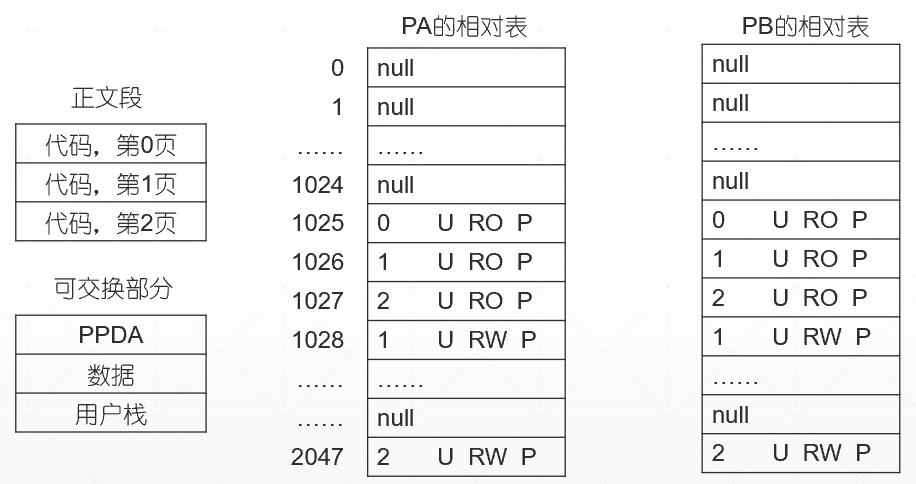 PA的相对表
PB的相对表
正文段
代码，第0页
代码，第1页
代码，第2页
可交换部分
PPDA
数据
用户栈
0 null
1 null
…… ……
1024 null
1025 0 U RO P
1026 1 U RO P
1027 2 U RO P
1028 1 U RW P
…… ……
…… null
2047 2 U RW P
null
null
……
null
0 U RO P
1 U RO P
2 U RO P
1 U RW P
……
null
2 U RW P